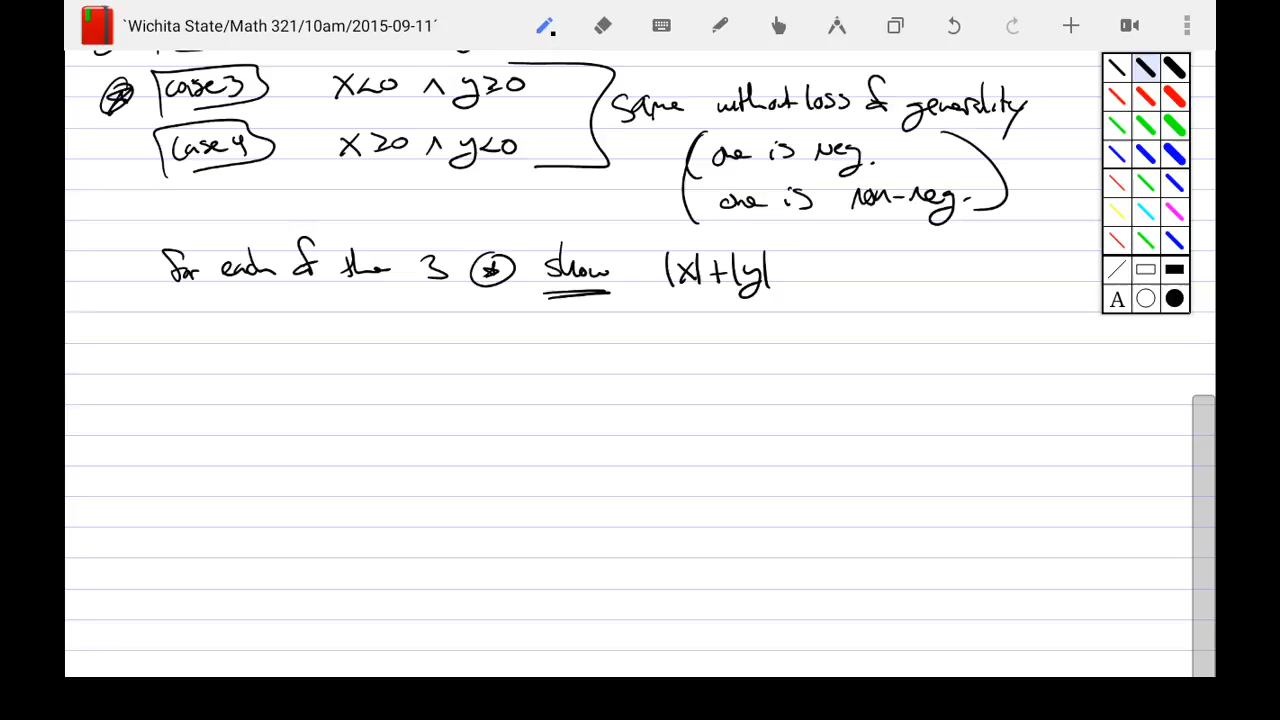 `Wichita State/Math 321/10am/2015-09-11´
case 3 x<0 ∧ y≥0
same without loss of generality
case 4 x≥0 ∧ y<0
(one is neg.
one is non-neg.)
for each of the 3 ⊛ show |x|+|y|
A